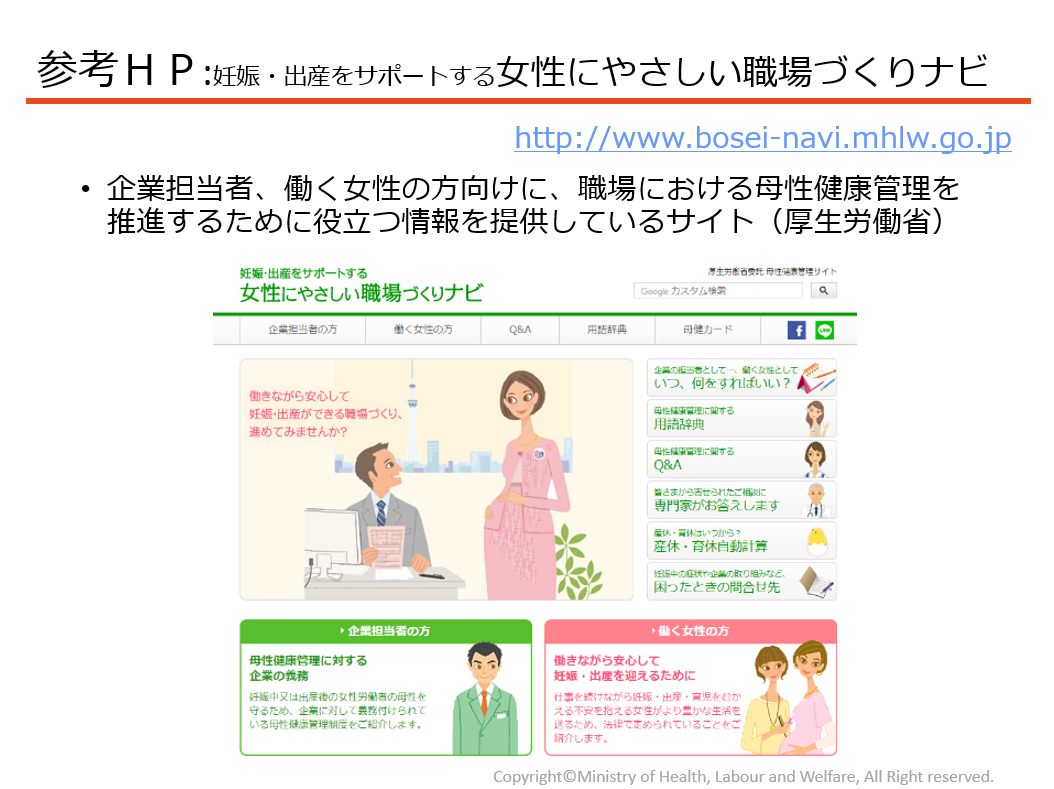 参考ＨＰ:妊娠・出産をサポートする女性にやさしい職場づくりナビ
http://www.bosei-navi.mhlw.go.jp
• 企業担当者、働く女性の方向けに、職場における母性健康管理を
推進するために役立つ情報を提供しているサイト（厚生労働省）
妊娠・出産をサポートする
女性にやさしい職場づくりナビ
厚生労働省委託 母性健康管理サイト
Google カスタム検索
企業担当者の方
働く女性の方
Q&A
用語辞典
母健カード
働きながら安心して
妊娠・出産ができる職場づくり、
進めてみませんか?
企業の担当者として…、働く女性として
いつ、何をすればいい？
母性健康管理に関する
用語辞典
母性健康管理に関する
Q&A
皆さまから寄せられたご相談に
専門家がお答えします
産休・育休はいつから？
産休・育休自動計算
妊娠中の症状や企業の取り組みなど、
困ったときの問合せ先
企業担当者の方
母性健康管理に対する
企業の義務
妊娠中又は出産後の女性労働者の母性を
守るため、企業に対して義務付けられて
いる母性健康管理制度をご紹介します。
働く女性の方
働きながら安心して
妊娠・出産を迎えるために
仕事を続けながら妊娠・出産・育児をむか
える不安を抱える女性がより豊かな生活を
送るため、法律で定められていることをご
紹介します。
Copyright©Ministry of Health, Labour and Welfare, All Right reserved.